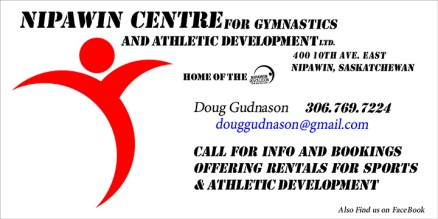 NIPAWIN CENTRE FOR GYMNASTICS
AND ATHLETIC DEVELOPMENT LTD.
400 10TH AVE. EAST
NIPAWIN, SASKATCHEWAN
HOME OF THE
Doug Gudnason 306.769.7224
douggudnason@gmail.com
CALL FOR INFO AND BOOKINGS
OFFERING RENTALS FOR SPORTS
& ATHLETIC DEVELOPMENT
Also Find us on FaceBook